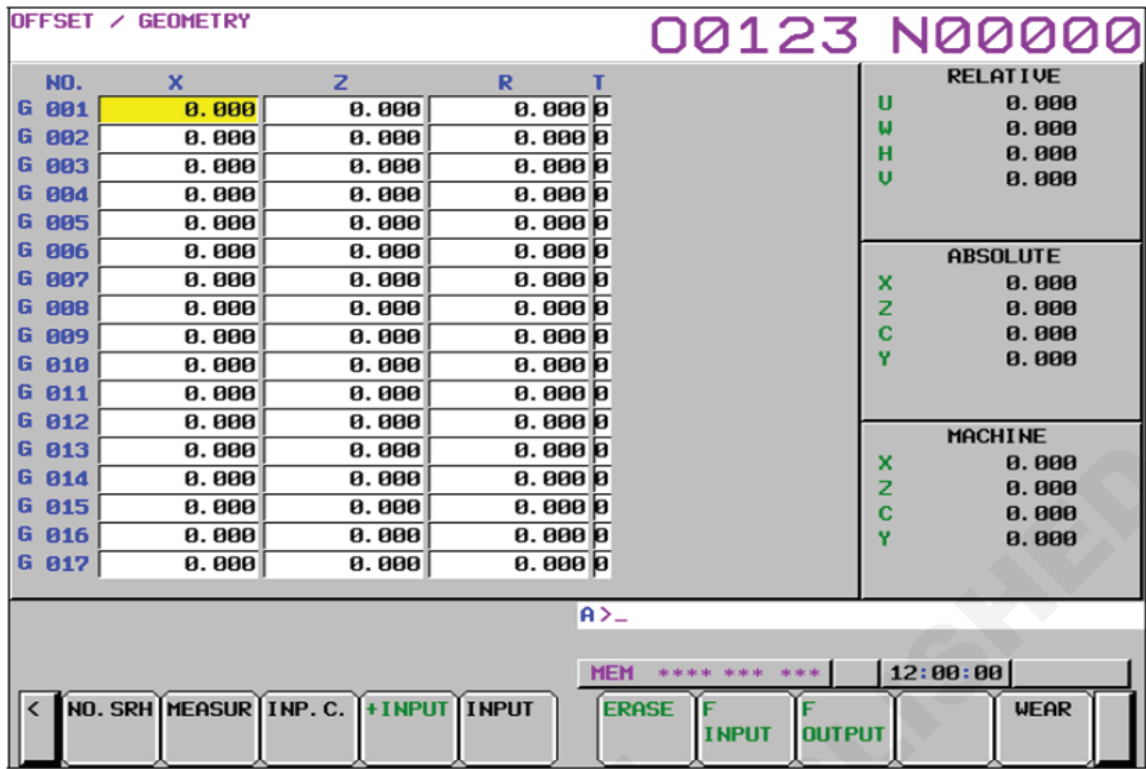 OFFSET / GEOMETRY
O0123 N00000
NO. X Z R T
G 001 0.000 0.000 0.000 0
G 002 0.000 0.000 0.000 0
G 003 0.000 0.000 0.000 0
G 004 0.000 0.000 0.000 0
G 005 0.000 0.000 0.000 0
G 006 0.000 0.000 0.000 0
G 007 0.000 0.000 0.000 0
G 008 0.000 0.000 0.000 0
G 009 0.000 0.000 0.000 0
G 010 0.000 0.000 0.000 0
G 011 0.000 0.000 0.000 0
G 012 0.000 0.000 0.000 0
G 013 0.000 0.000 0.000 0
G 014 0.000 0.000 0.000 0
G 015 0.000 0.000 0.000 0
G 016 0.000 0.000 0.000 0
G 017 0.000 0.000 0.000 0
RELATIVE
U 0.000
W 0.000
H 0.000
V 0.000
ABSOLUTE
X 0.000
Z 0.000
C 0.000
Y 0.000
MACHINE
X 0.000
Z 0.000
C 0.000
Y 0.000
A>_
MEM **** *** *** 12:00:00
< NO.SRH MEASUR INP.C. +INPUT INPUT ERASE F INPUT F OUTPUT WEAR